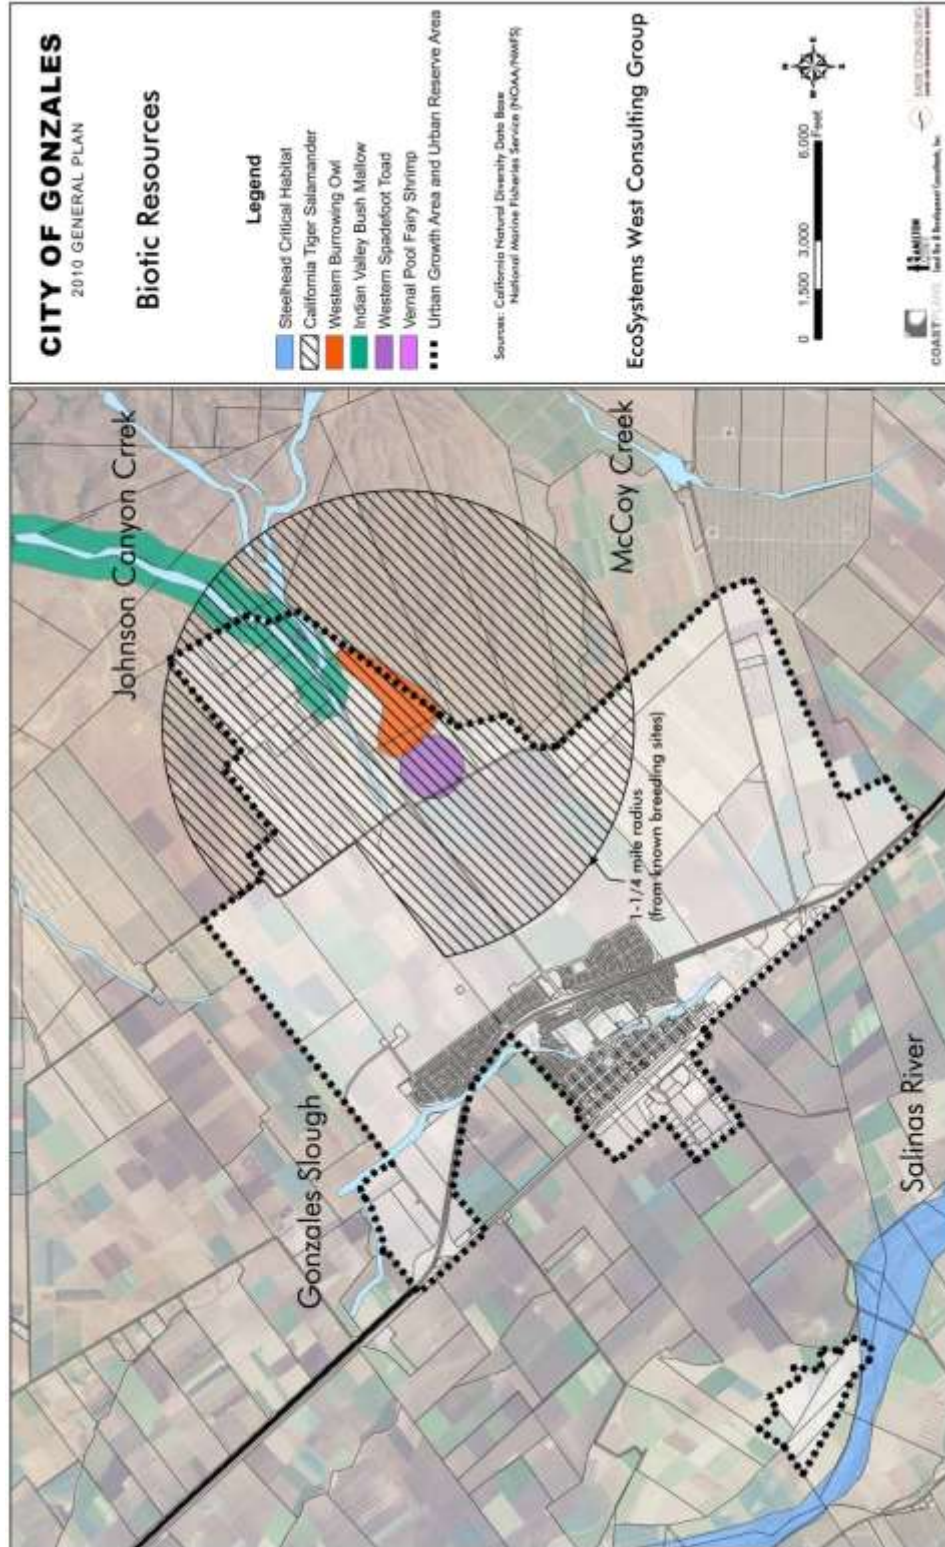 CITY OF GONZALES
2010 GENERAL PLAN
Biotic Resources
Legend
Steelhead Critical Habitat
California Tiger Salamander
Western Burrowing Owl
Indian Valley Bush Mallow
Western Spadefoot Toad
Vernal Pool Fairy Shrimp
Urban Growth Area and Urban Reserve Area
Sources: California Natural Diversity Data Base
National Marine Fisheries Service (NOAA/NMFS)
EcoSystems West Consulting Group
0 1,500 3,000 6,000
Feet
Johnson Canyon Crrek
McCoy Creek
1-1/4 mile radius
(from known breeding sites)
Gonzales Slough
Salinas River